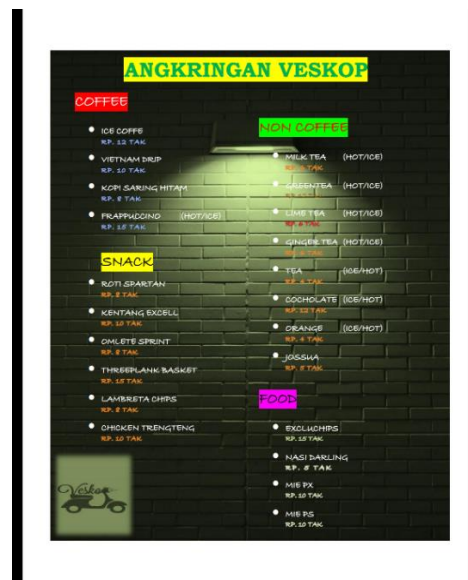 ANGKRINGAN VESKOP
COFFEE
ICE COFFE
RP. 12 TAK
VIETNAM DRIP
RP. 10 TAK
KOPI SARING HITAM
RP. 8 TAK
FRAPPUCCINO (HOT/ICE)
RP. 15 TAK
SNACK
ROTI SPARTAN
RP. 8 TAK
KENTANG EXCELL
RP. 10 TAK
OMLETE SPRINT
RP. 8 TAK
THREEPLANK BASKET
RP. 15 TAK
LAMBRETA CHIPS
RP. 8 TAK
CHICKEN TRENGTENG
RP. 10 TAK
NON COFFEE
MILK TEA (HOT/ICE)
GREENTEA (HOT/ICE)
LIME TEA (HOT/ICE)
GINGER TEA (HOT/ICE)
TEA (ICE/HOT)
COCHOLATE (ICE/HOT)
RP. 12 TAK
ORANGE (ICE/HOT)
RP. 4 TAK
JOSSUA
RP. 5 TAK
FOOD
EXCLUCHIPS
RP. 15 TAK
NASI DARLING
RP. 5 TAK
MIE PX
RP. 10 TAK
MIE PS
RP. 10 TAK
Veskop